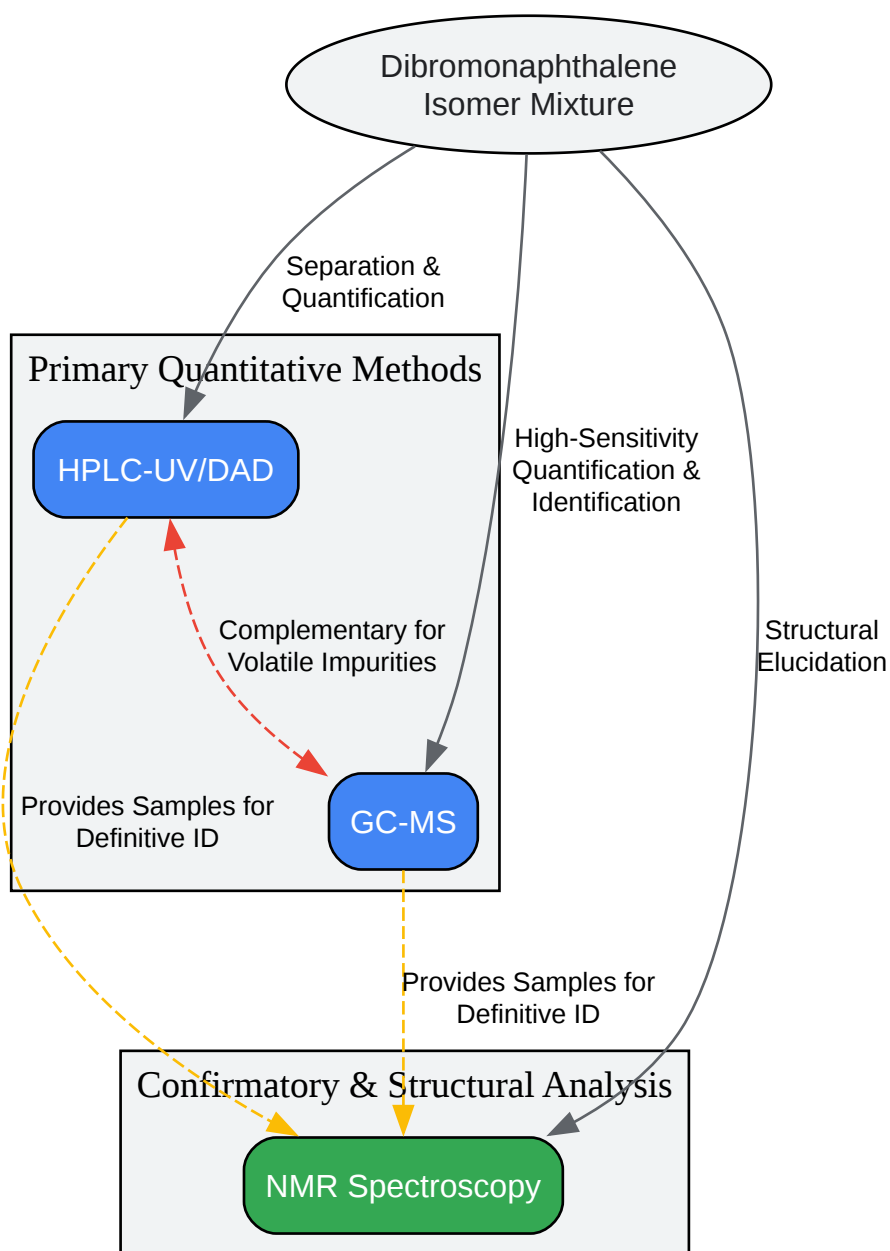 Dibromonaphthalene
Isomer Mixture
Separation &
Quantification
Primary Quantitative Methods
HPLC-UV/DAD
High-Sensitivity
Quantification &
Identification
Complementary for
Volatile Impurities
Structural
Elucidation
Provides Samples for
Definitive ID
GC-MS
Provides Samples for
Definitive ID
Confirmatory & Structural Analysis
NMR Spectroscopy